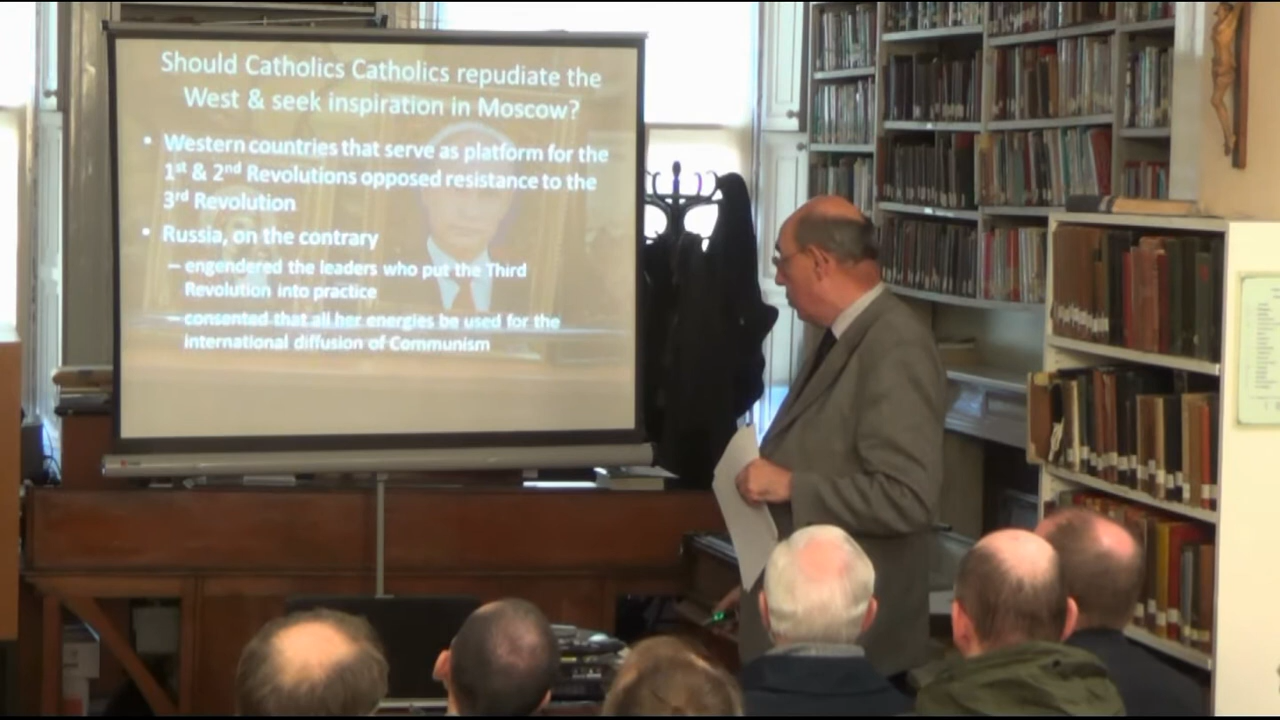 Should Catholics Catholics repudiate the
West & seek inspiration in Moscow?
• Western countries that serve as platform for the
1st & 2nd Revolutions opposed resistance to the
3rd Revolution
• Russia, on the contrary
– engendered the leaders who put the Third
Revolution into practice
– consented that all her energies be used for the
international diffusion of Communism